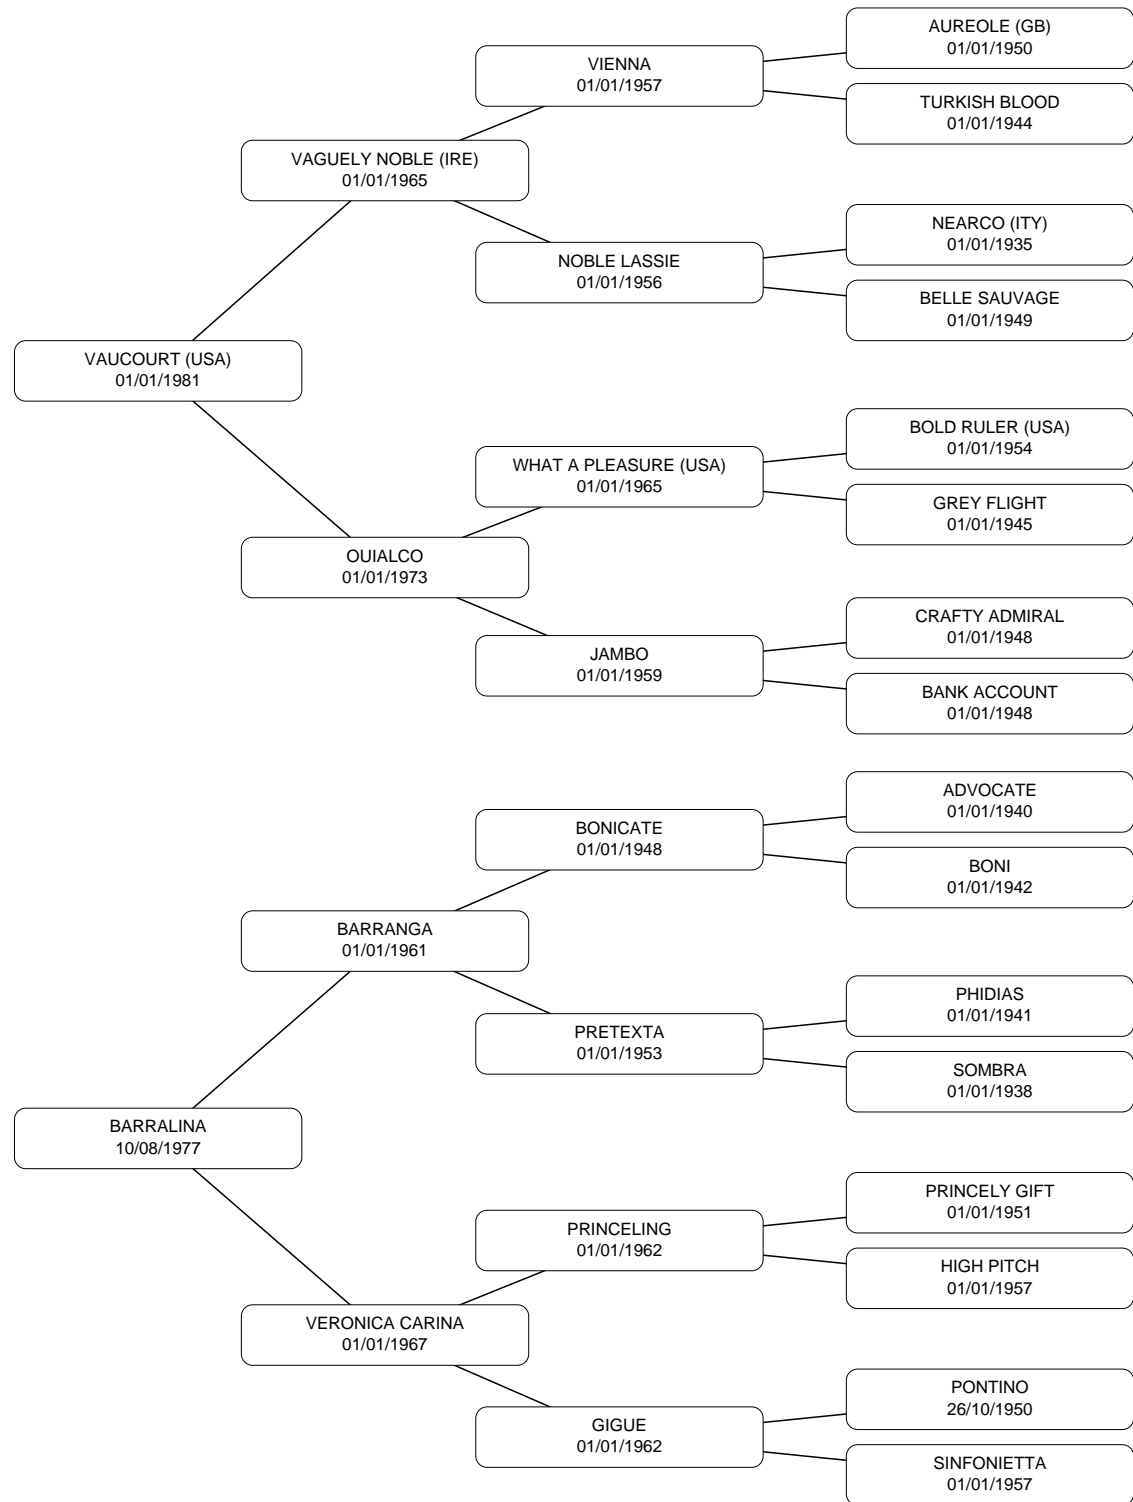 AUREOLE (GB)
01/01/1950
VIENNA
01/01/1957
TURKISH BLOOD
01/01/1944
VAGUELY NOBLE (IRE)
01/01/1965
NEARCO (ITY)
01/01/1935
NOBLE LASSIE
01/01/1956
BELLE SAUVAGE
01/01/1949
VAUCOURT (USA)
01/01/1981
BOLD RULER (USA)
01/01/1954
WHAT A PLEASURE (USA)
01/01/1965
GREY FLIGHT
01/01/1945
OUIALCO
01/01/1973
CRAFTY ADMIRAL
01/01/1948
JAMBO
01/01/1959
BANK ACCOUNT
01/01/1948
ADVOCATE
01/01/1940
BONICATE
01/01/1948
BONI
01/01/1942
BARRANGA
01/01/1961
PHIDIAS
01/01/1941
PRETEXTA
01/01/1953
SOMBRA
01/01/1938
BARRALINA
10/08/1977
PRINCELY GIFT
01/01/1951
PRINCELING
01/01/1962
HIGH PITCH
01/01/1957
VERONICA CARINA
01/01/1967
PONTINO
26/10/1950
GIGUE
01/01/1962
SINFONIETTA
01/01/1957